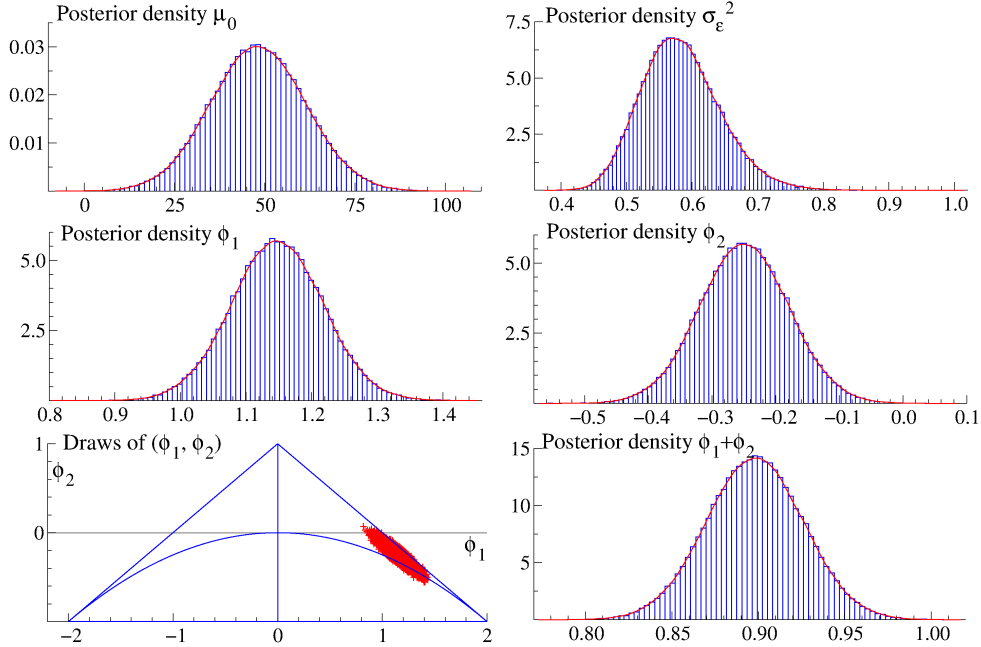 Posterior density μ₀
0.03
0.02
0.01
0 25 50 75 100
Posterior density σ_ε²
7.5
5.0
2.5
0.4 0.5 0.6 0.7 0.8 0.9 1.0
Posterior density ϕ₁
5.0
2.5
0.8 0.9 1.0 1.1 1.2 1.3 1.4
Posterior density ϕ₂
5.0
2.5
−0.5 −0.4 −0.3 −0.2 −0.1 0.0 0.1
1 Draws of (ϕ₁, ϕ₂)
ϕ₂
0
ϕ₁
−2 −1 0 1 2
15 Posterior density ϕ₁+ϕ₂
10
5
0.80 0.85 0.90 0.95 1.00